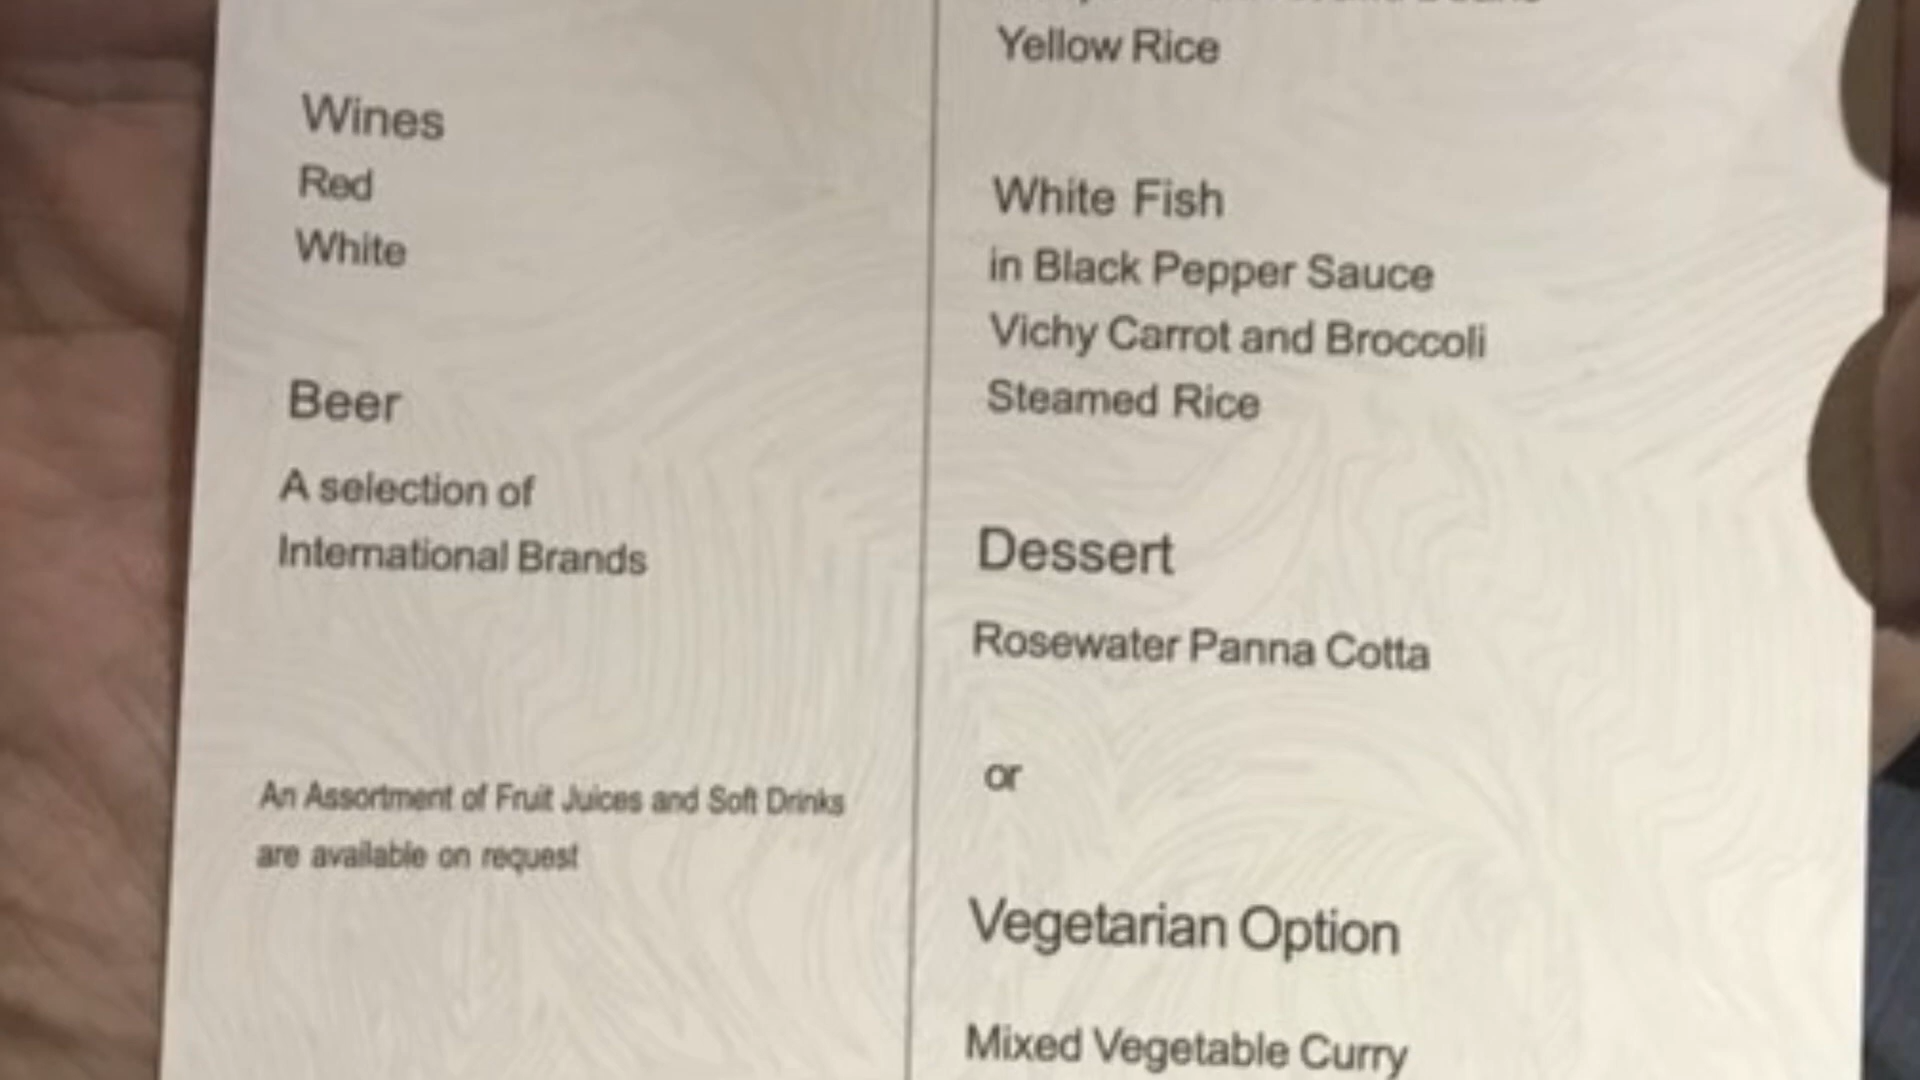 Wines
Red
White
Beer
A selection of
International Brands
An Assortment of Fruit Juices and Soft Drinks
are available on request
Yellow Rice
White Fish
in Black Pepper Sauce
Vichy Carrot and Broccoli
Steamed Rice
Dessert
Rosewater Panna Cotta
or
Vegetarian Option
Mixed Vegetable Curry